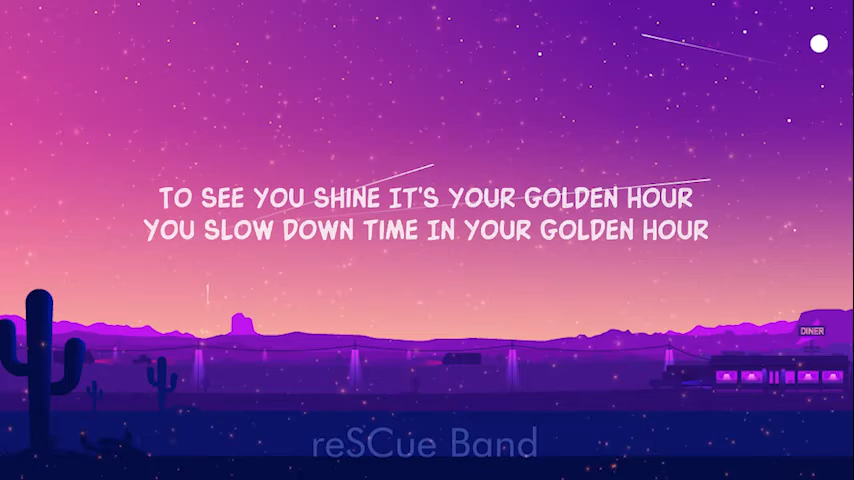 TO SEE YOU SHINE IT'S YOUR GOLDEN HOUR
YOU SLOW DOWN TIME IN YOUR GOLDEN HOUR
DINER
reSCue Band